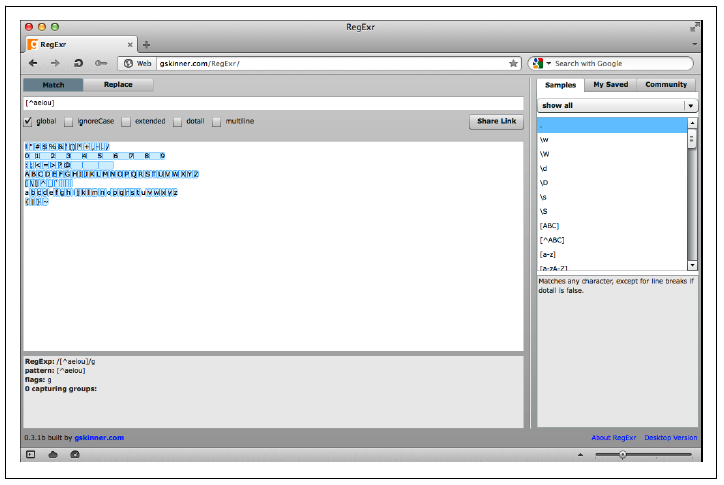 RegExr
RegExr
Web gskinner.com/RegExr/
Search with Google
Match Replace
Samples My Saved Community
[^aeiou]
show all
global ignoreCase extended dotall multiline
Share Link
.
0 1 2 3 4 5 6 7 8 9
A B C D E F G H I J K L M N O P Q R S T U V W X Y Z
a b c d e f g h i j k l m n o p q r s t u v w x y z
{ | } ~
\w
\W
\d
\D
\s
\S
[ABC]
[^ABC]
[a-z]
[a-zA-Z]
Matches any character, except for line breaks if
dotall is false.
RegExp: /[^aeiou]/g
pattern: [^aeiou]
flags: g
0 capturing groups:
0.3.1b built by gskinner.com
About RegExr Desktop Version